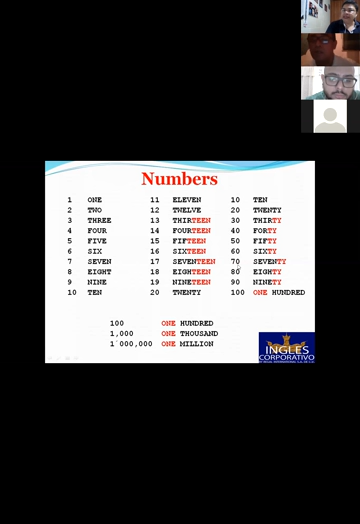 Numbers
1 ONE 11 ELEVEN 10 TEN
2 TWO 12 TWELVE 20 TWENTY
3 THREE 13 THIRTEEN 30 THIRTY
4 FOUR 14 FOURTEEN 40 FORTY
5 FIVE 15 FIFTEEN 50 FIFTY
6 SIX 16 SIXTEEN 60 SIXTY
7 SEVEN 17 SEVENTEEN 70 SEVENTY
8 EIGHT 18 EIGHTEEN 80 EIGHTY
9 NINE 19 NINETEEN 90 NINETY
10 TEN 20 TWENTY 100 ONE HUNDRED
100 ONE HUNDRED
1,000 ONE THOUSAND
1´000,000 ONE MILLION
INGLES
CORPORATIVO